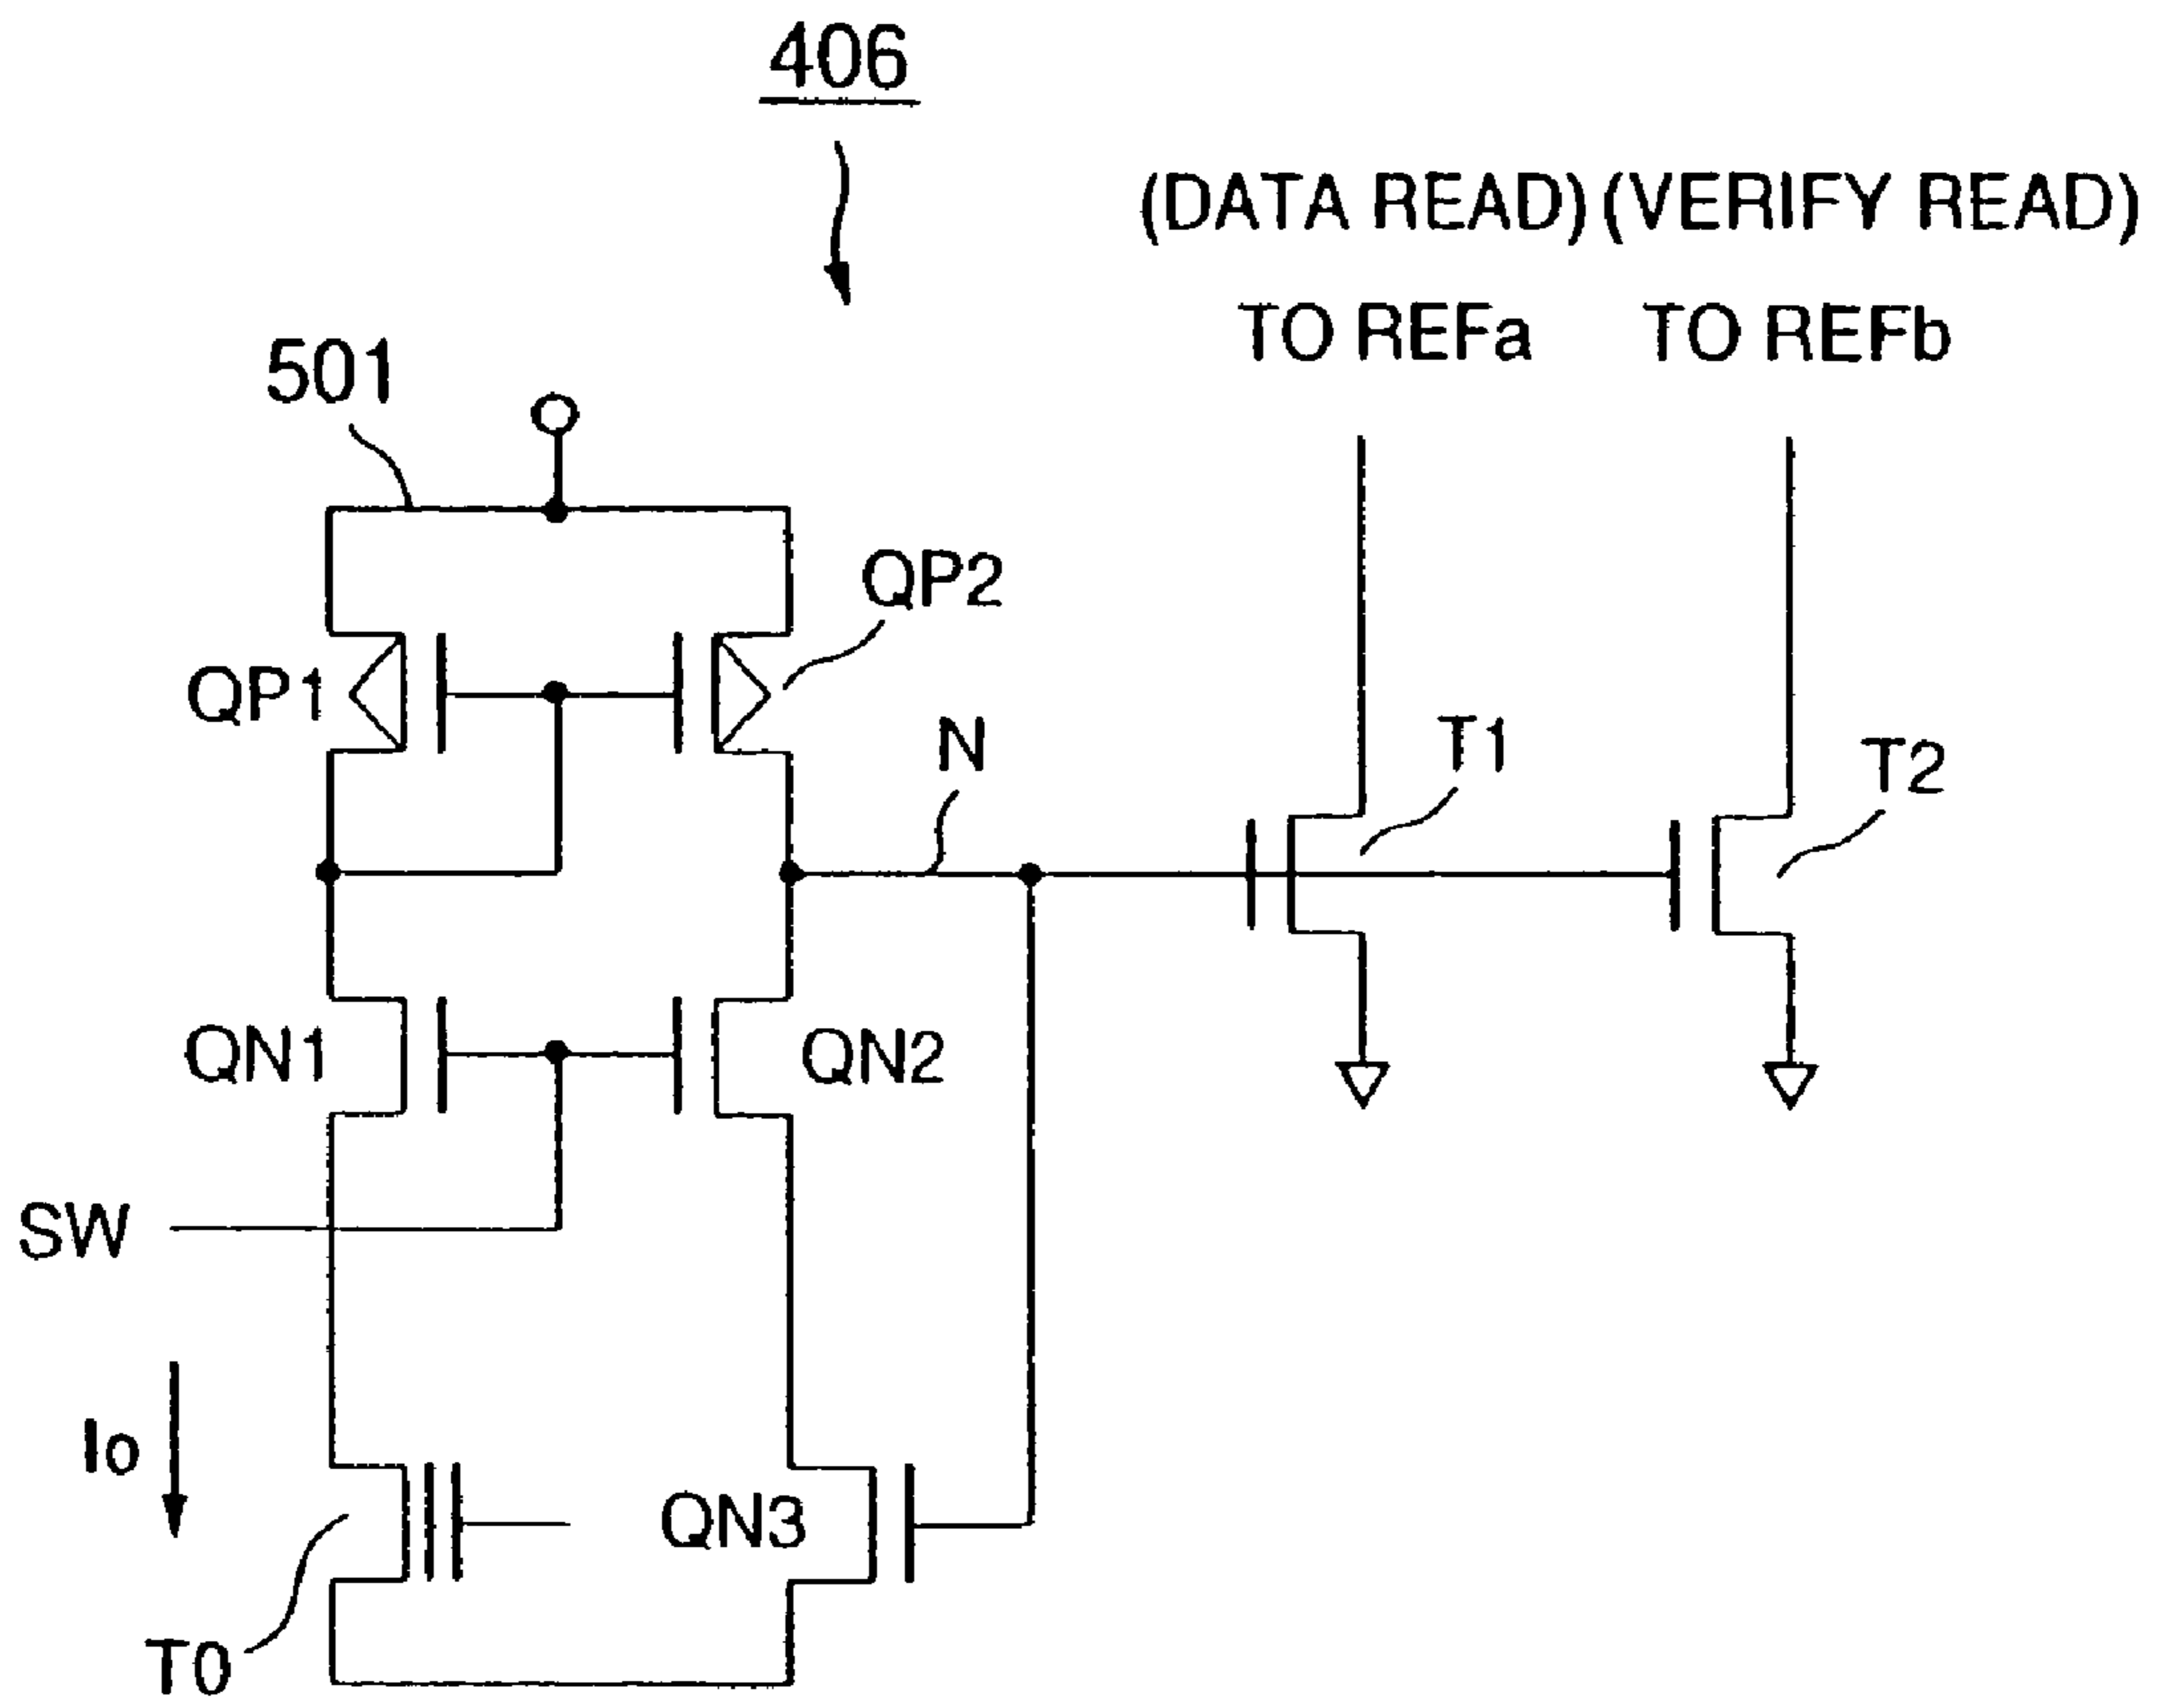 406
(DATA READ) (VERIFY READ)
TO REFa TO REFb
501
QP2
QP1
N
T1
T2
QN1
QN2
SW
Io
QN3
T0